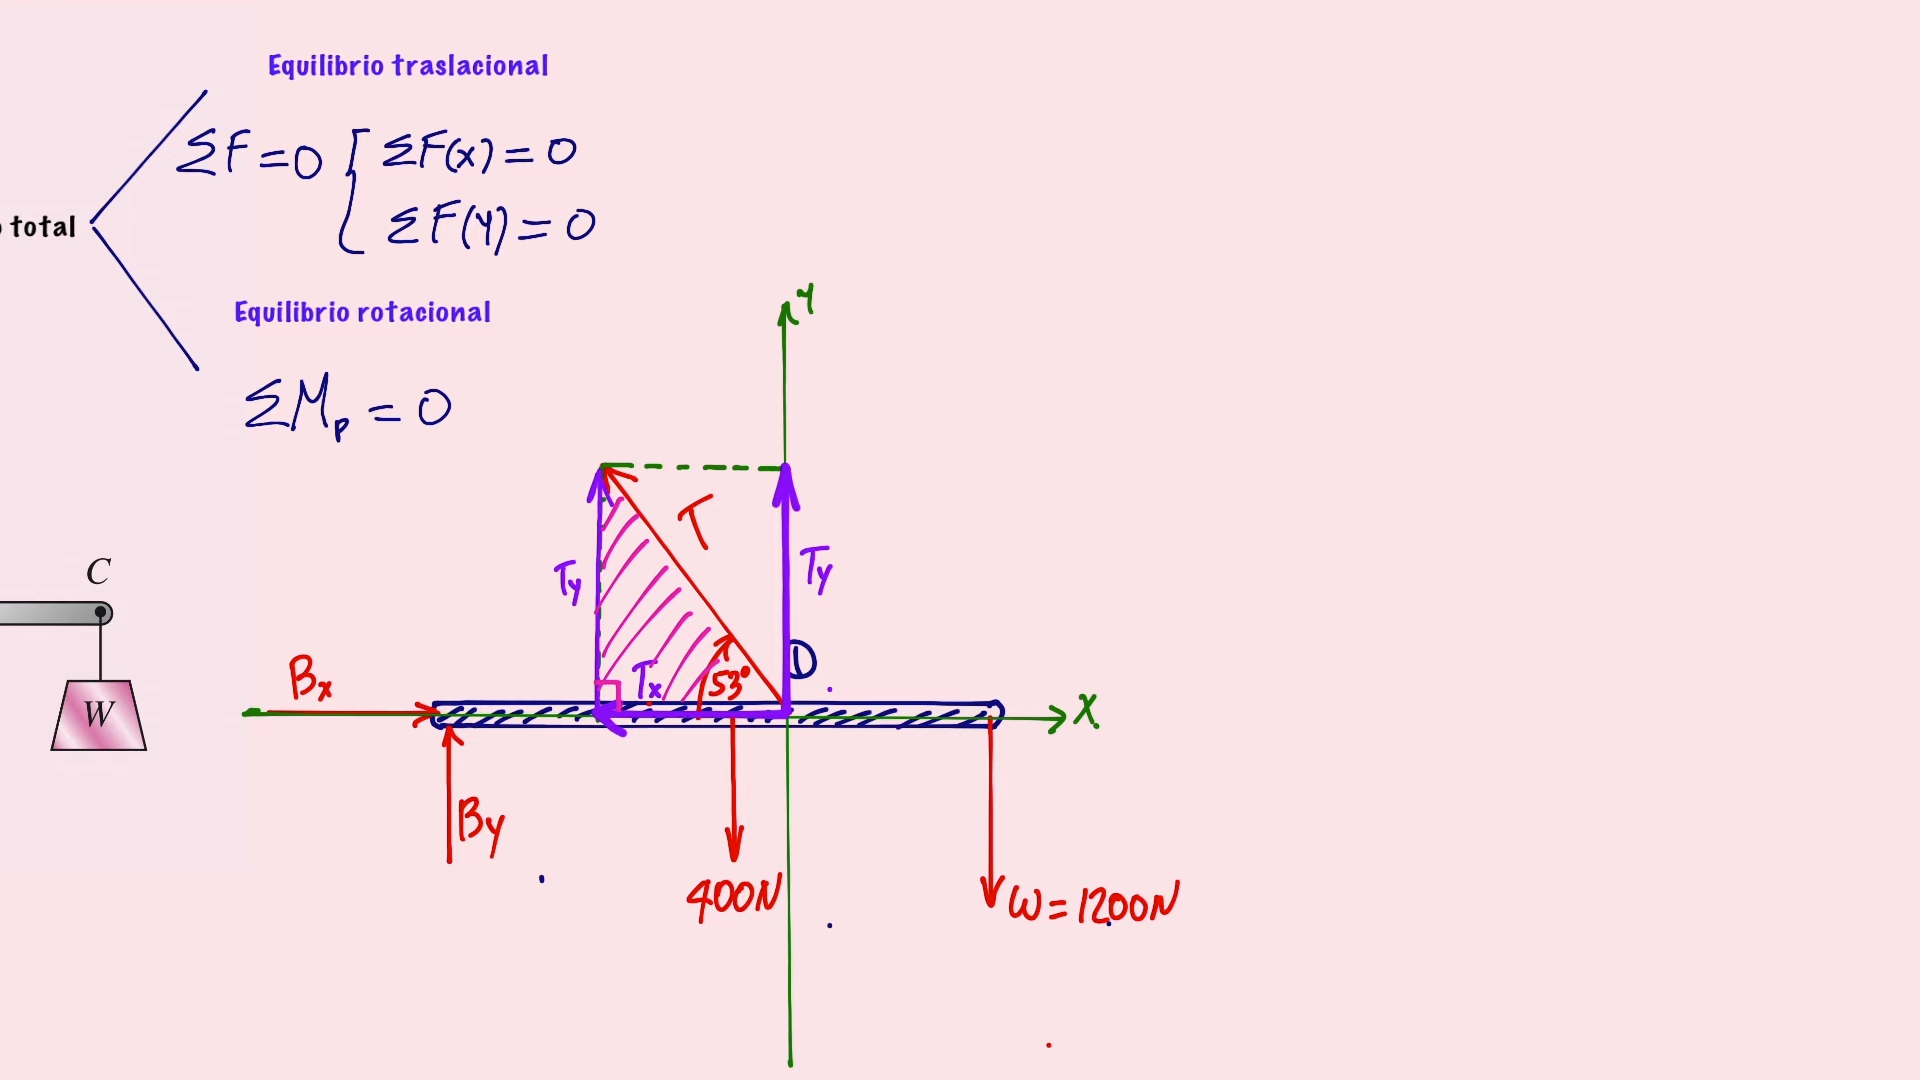 Equilibrio traslacional
ΣF = 0 { ΣF(x) = 0
ΣF(y) = 0
total
Equilibrio rotacional
ΣMp = 0
y
T
C
Ty
Ty
D
Bx
Tx
53°
X
W
By
400N
W = 1200N